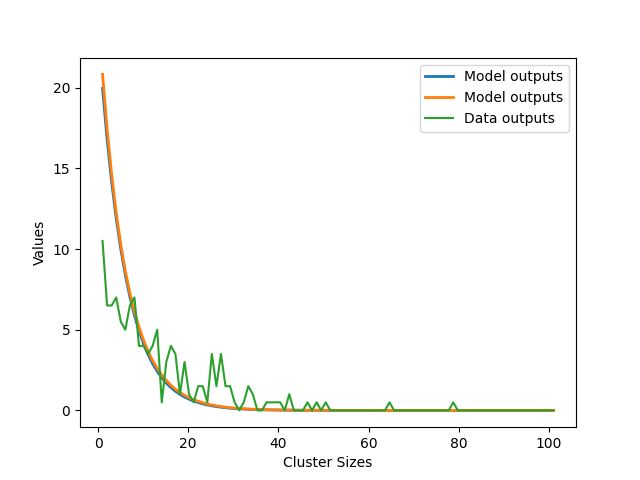 Model outputs
Model outputs
Data outputs
20
15
10
5
0
Values
0 20 40 60 80 100
Cluster Sizes